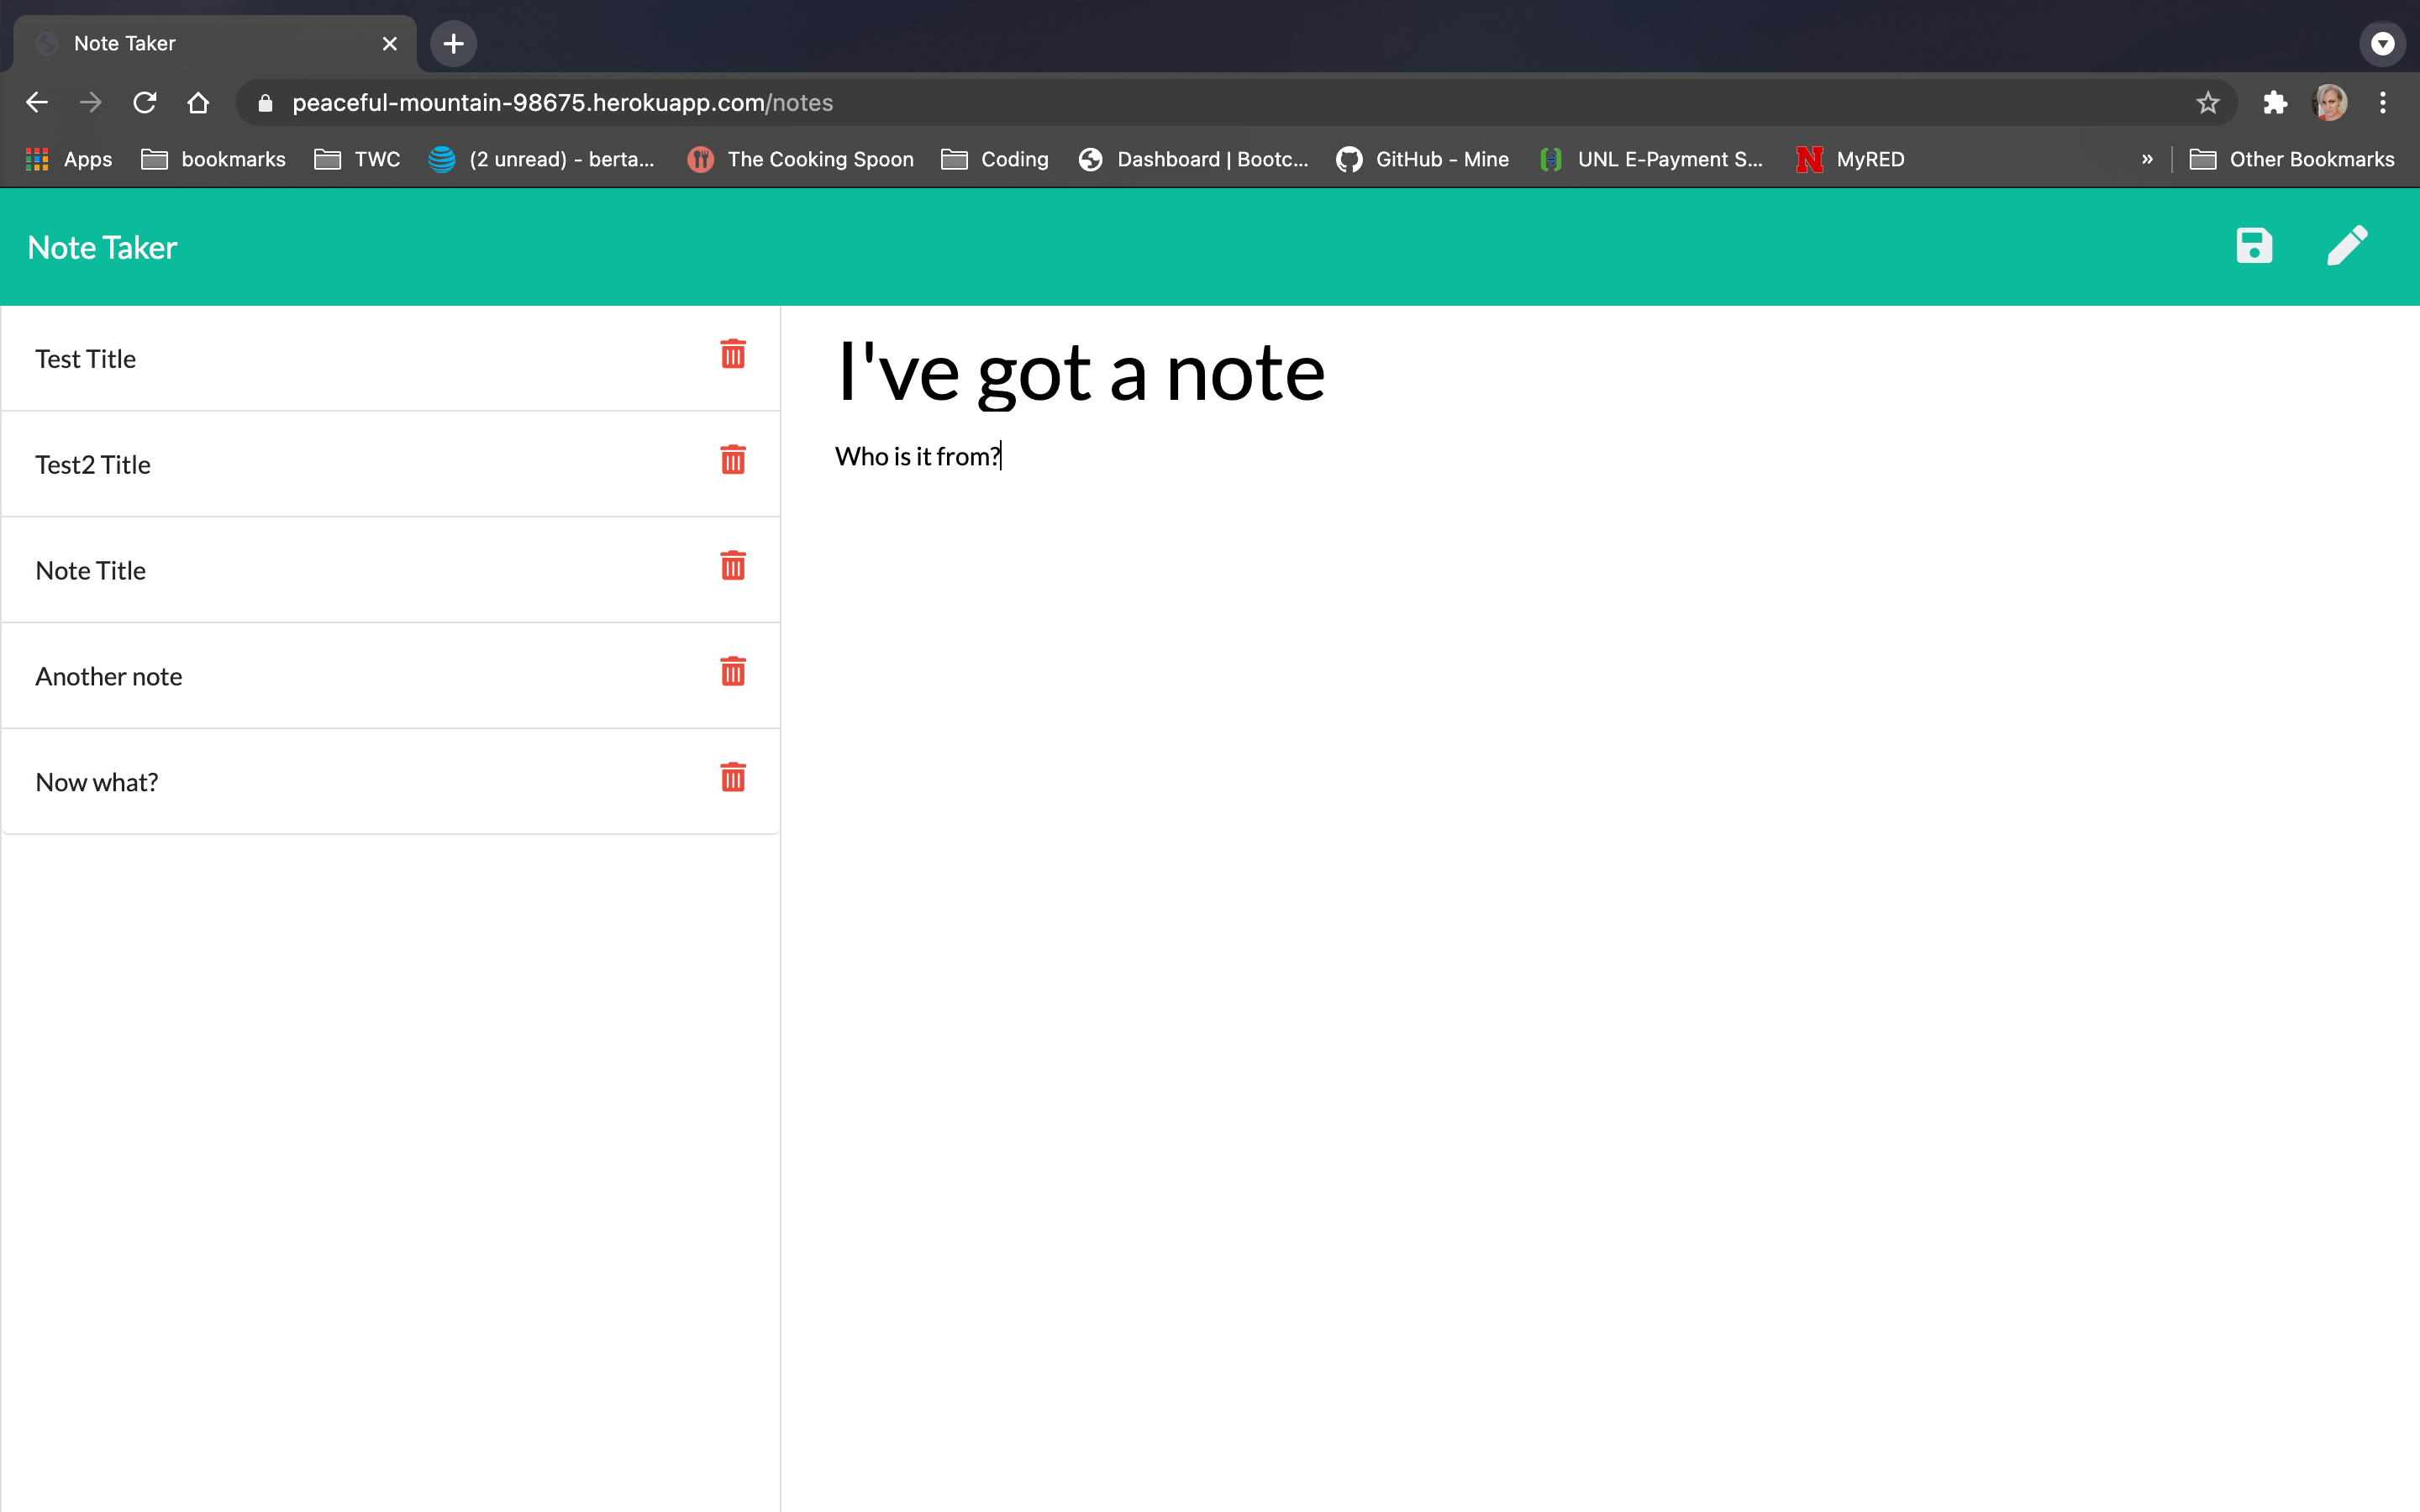 Note Taker
peaceful-mountain-98675.herokuapp.com/notes
Apps bookmarks TWC (2 unread) - berta... The Cooking Spoon Coding Dashboard | Bootc... GitHub - Mine UNL E-Payment S... MyRED » Other Bookmarks
Note Taker
Test Title
Test2 Title
Note Title
Another note
Now what?
I've got a note
Who is it from?